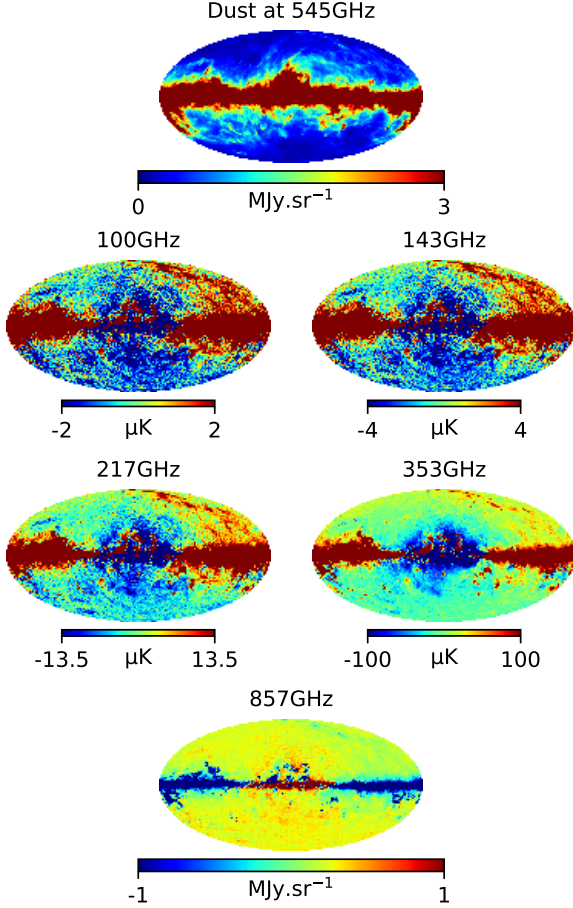 Dust at 545GHz
0 MJy.sr⁻¹ 3
100GHz 143GHz
-2 μK 2 -4 μK 4
217GHz 353GHz
-13.5 μK 13.5 -100 μK 100
857GHz
-1 MJy.sr⁻¹ 1